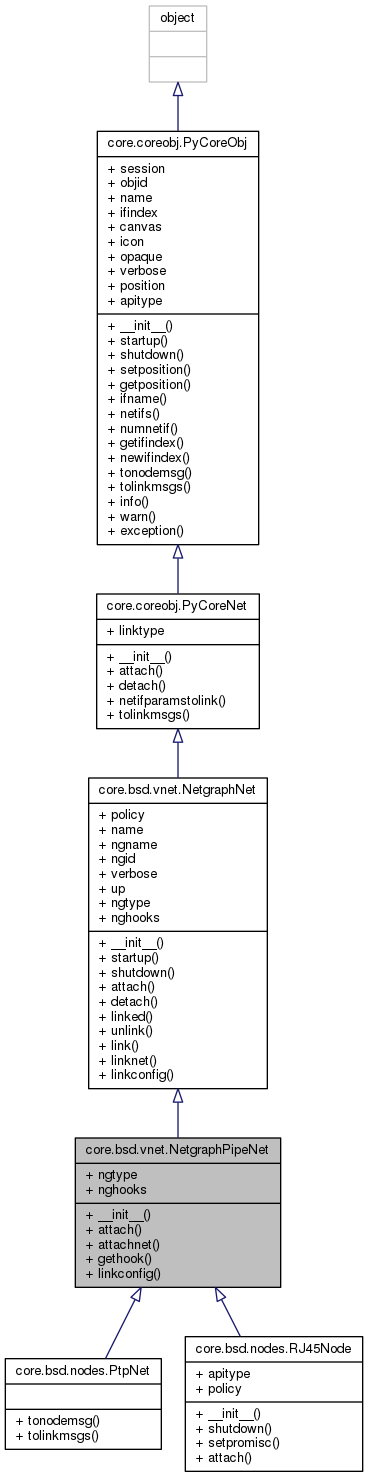 object
core.coreobj.PyCoreObj
+ session
+ objid
+ name
+ ifindex
+ canvas
+ icon
+ opaque
+ verbose
+ position
+ apitype
+ __init__()
+ startup()
+ shutdown()
+ setposition()
+ getposition()
+ ifname()
+ netifs()
+ numnetif()
+ getifindex()
+ newifindex()
+ tonodemsg()
+ tolinkmsgs()
+ info()
+ warn()
+ exception()
core.coreobj.PyCoreNet
+ linktype
+ __init__()
+ attach()
+ detach()
+ netifparamstolink()
+ tolinkmsgs()
core.bsd.vnet.NetgraphNet
+ policy
+ name
+ ngname
+ ngid
+ verbose
+ up
+ ngtype
+ nghooks
+ __init__()
+ startup()
+ shutdown()
+ attach()
+ detach()
+ linked()
+ unlink()
+ link()
+ linknet()
+ linkconfig()
core.bsd.vnet.NetgraphPipeNet
+ ngtype
+ nghooks
+ __init__()
+ attach()
+ attachnet()
+ gethook()
+ linkconfig()
core.bsd.nodes.PtpNet
+ tonodemsg()
+ tolinkmsgs()
core.bsd.nodes.RJ45Node
+ apitype
+ policy
+ __init__()
+ shutdown()
+ setpromisc()
+ attach()